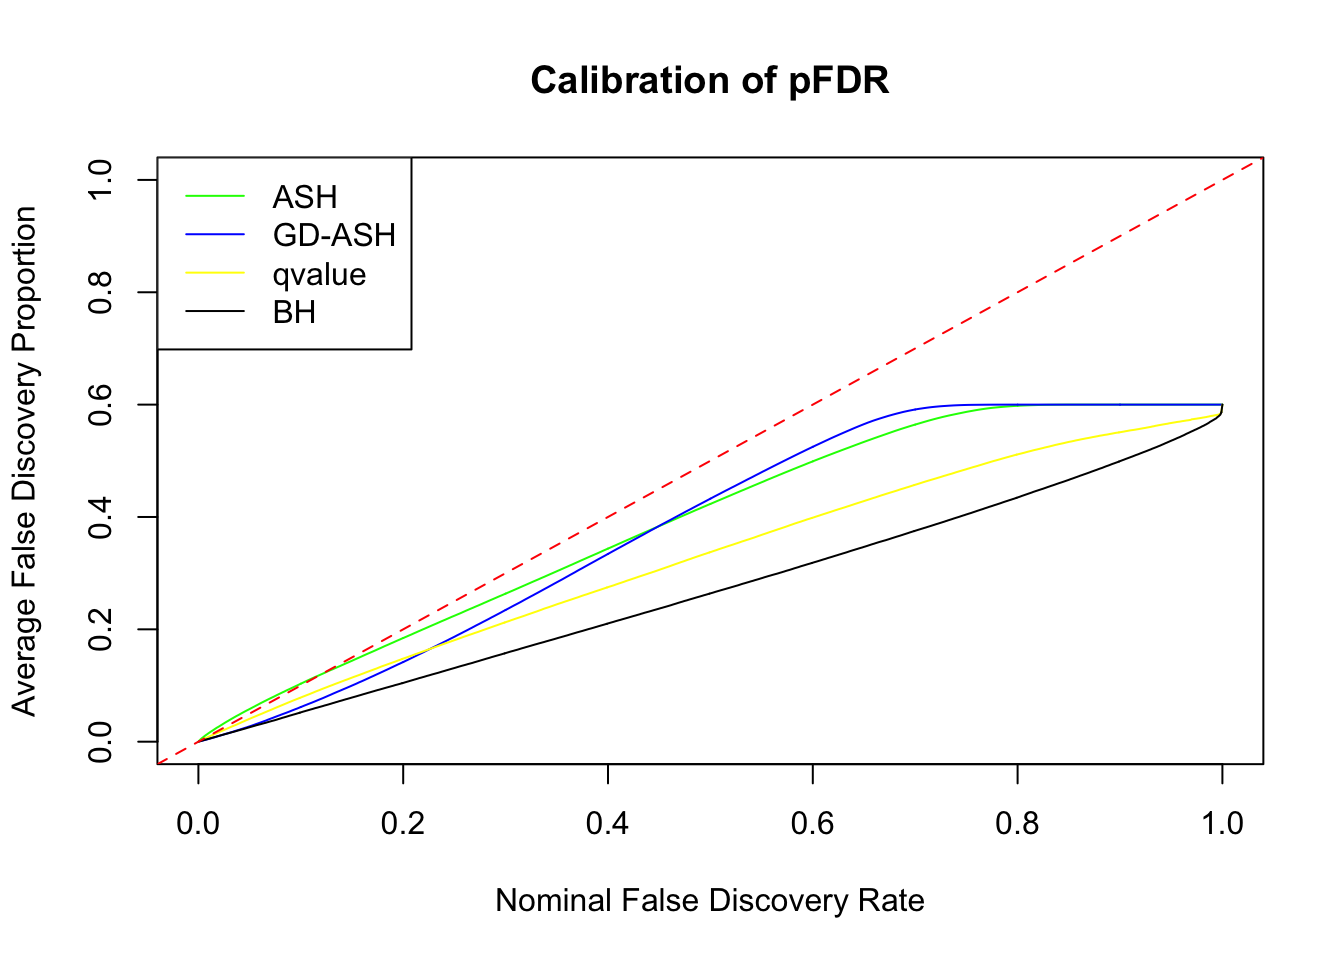 Calibration of pFDR
ASH
GD-ASH
qvalue
BH
Average False Discovery Proportion
1.0
0.8
0.6
0.4
0.2
0.0
0.0 0.2 0.4 0.6 0.8 1.0
Nominal False Discovery Rate